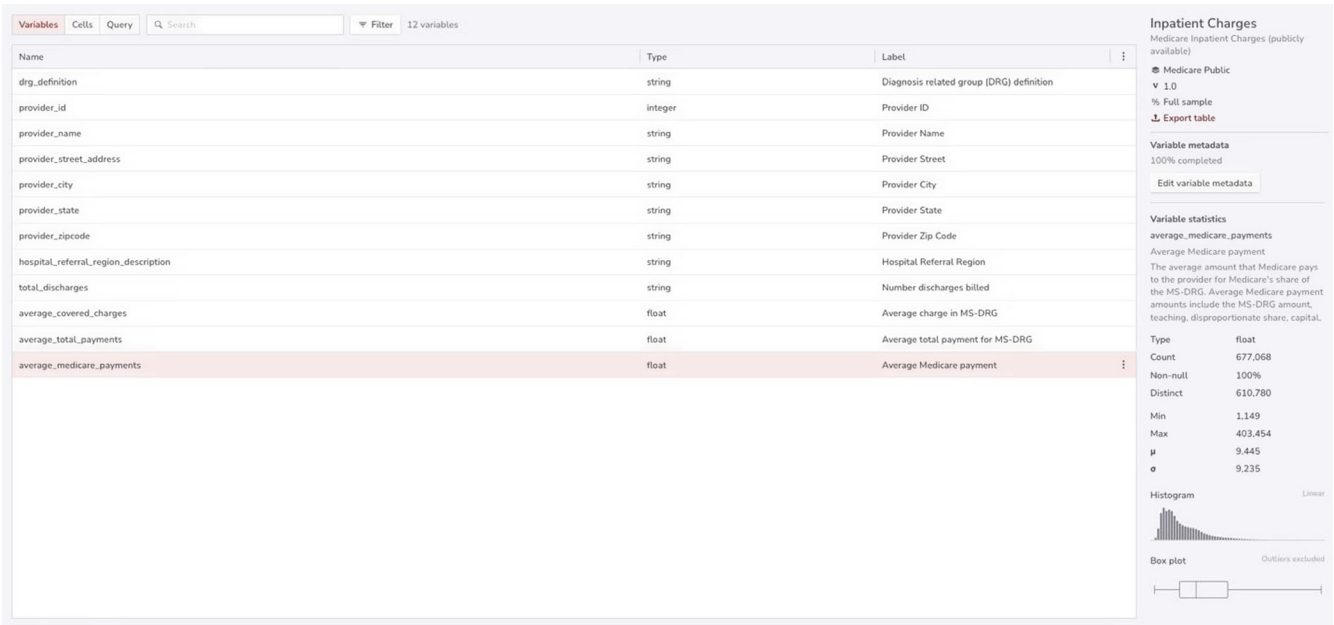 Variables Cells Query Search Filter 12 variables
Name Type Label
drg_definition string Diagnosis related group (DRG) definition
provider_id integer Provider ID
provider_name string Provider Name
provider_street_address string Provider Street
provider_city string Provider City
provider_state string Provider State
provider_zipcode string Provider Zip Code
hospital_referral_region_description string Hospital Referral Region
total_discharges string Number discharges billed
average_covered_charges float Average charge in MS-DRG
average_total_payments float Average total payment for MS-DRG
average_medicare_payments float Average Medicare payment
Inpatient Charges
Medicare Inpatient Charges (publicly
available)
Medicare Public
v 1.0
% Full sample
Export table
Variable metadata
100% completed
Edit variable metadata
Variable statistics
average_medicare_payments
Average Medicare payment
The average amount that Medicare pays
to the provider for Medicare's share of
the MS-DRG. Average Medicare payment
amounts include the MS-DRG amount,
teaching, disproportionate share, capital,
Type float
Count 677,068
Non-null 100%
Distinct 610,780
Min 1,149
Max 403,454
μ 9,445
σ 9,235
Histogram Linear
Box plot Outliers excluded